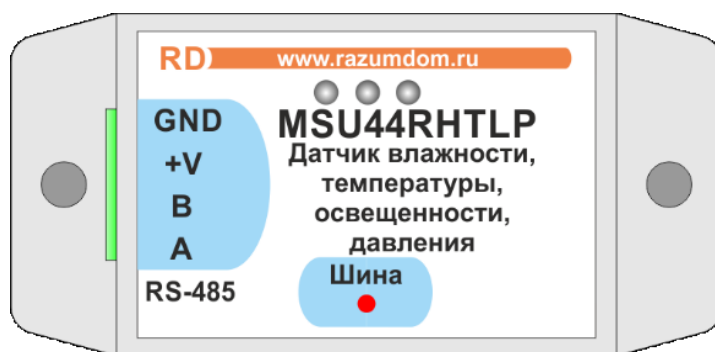 RD www.razumdom.ru
MSU44RHTLP
Датчик влажности,
температуры,
освещенности,
давления
GND
+V
B
A
RS-485
Шина